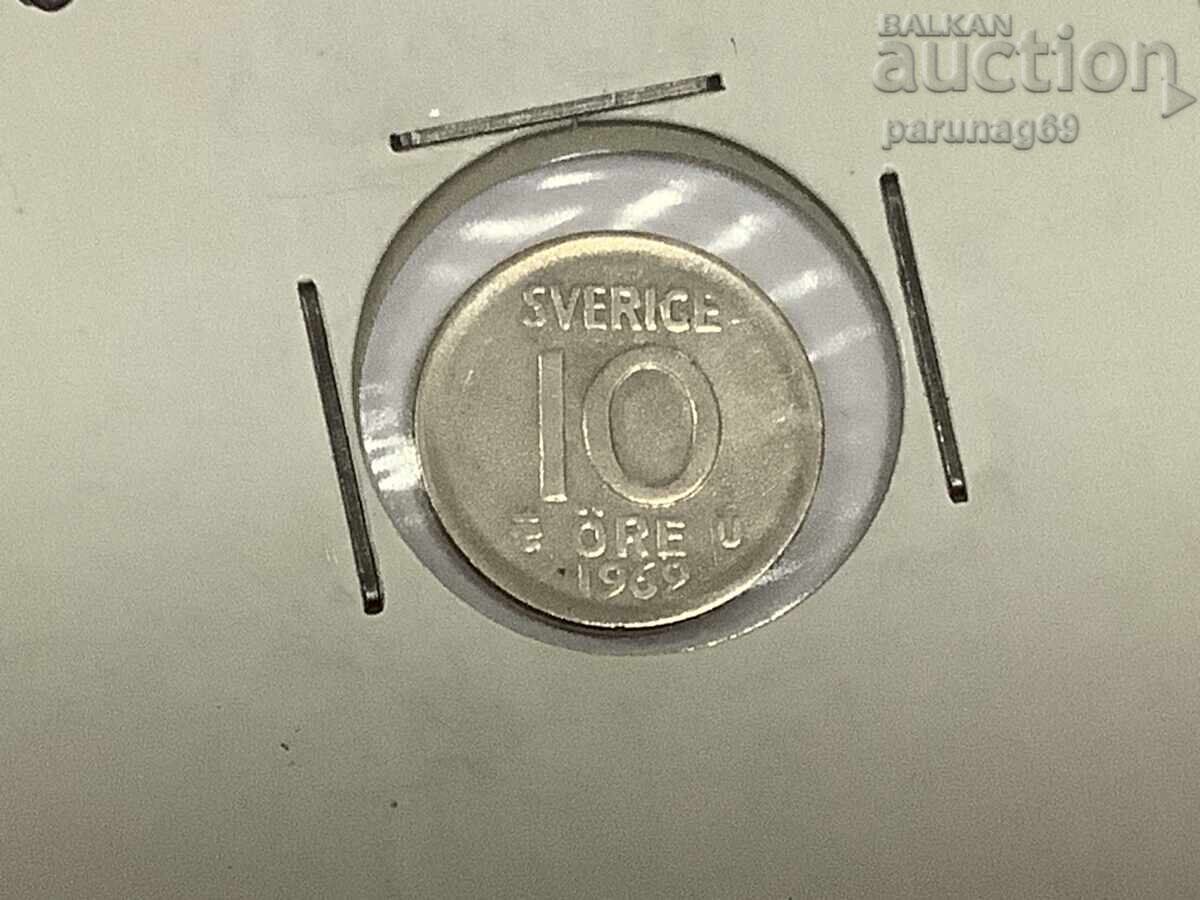 BALKAN
auction
parunag69
SVERIGE
10
ÖRE U
1969